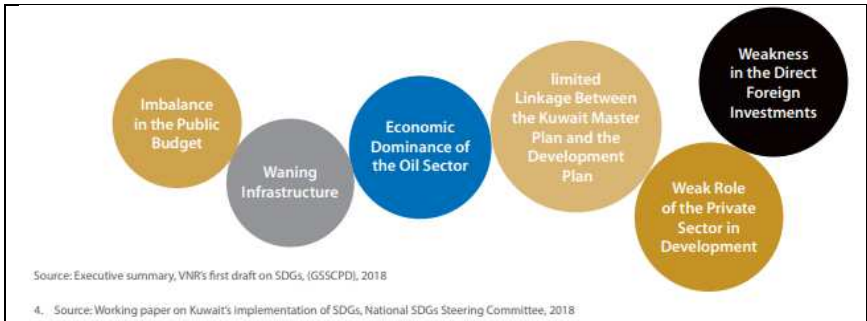 Imbalance
in the Public
Budget
Waning
Infrastructure
Economic
Dominance of
the Oil Sector
limited
Linkage Between
the Kuwait Master
Plan and the
Development
Plan
Weakness
in the Direct
Foreign
Investments
Weak Role
of the Private
Sector in
Development
Source: Executive summary, VNR's first draft on SDGs, (GSSCPD), 2018
4. Source: Working paper on Kuwait's implementation of SDGs, National SDGs Steering Committee, 2018